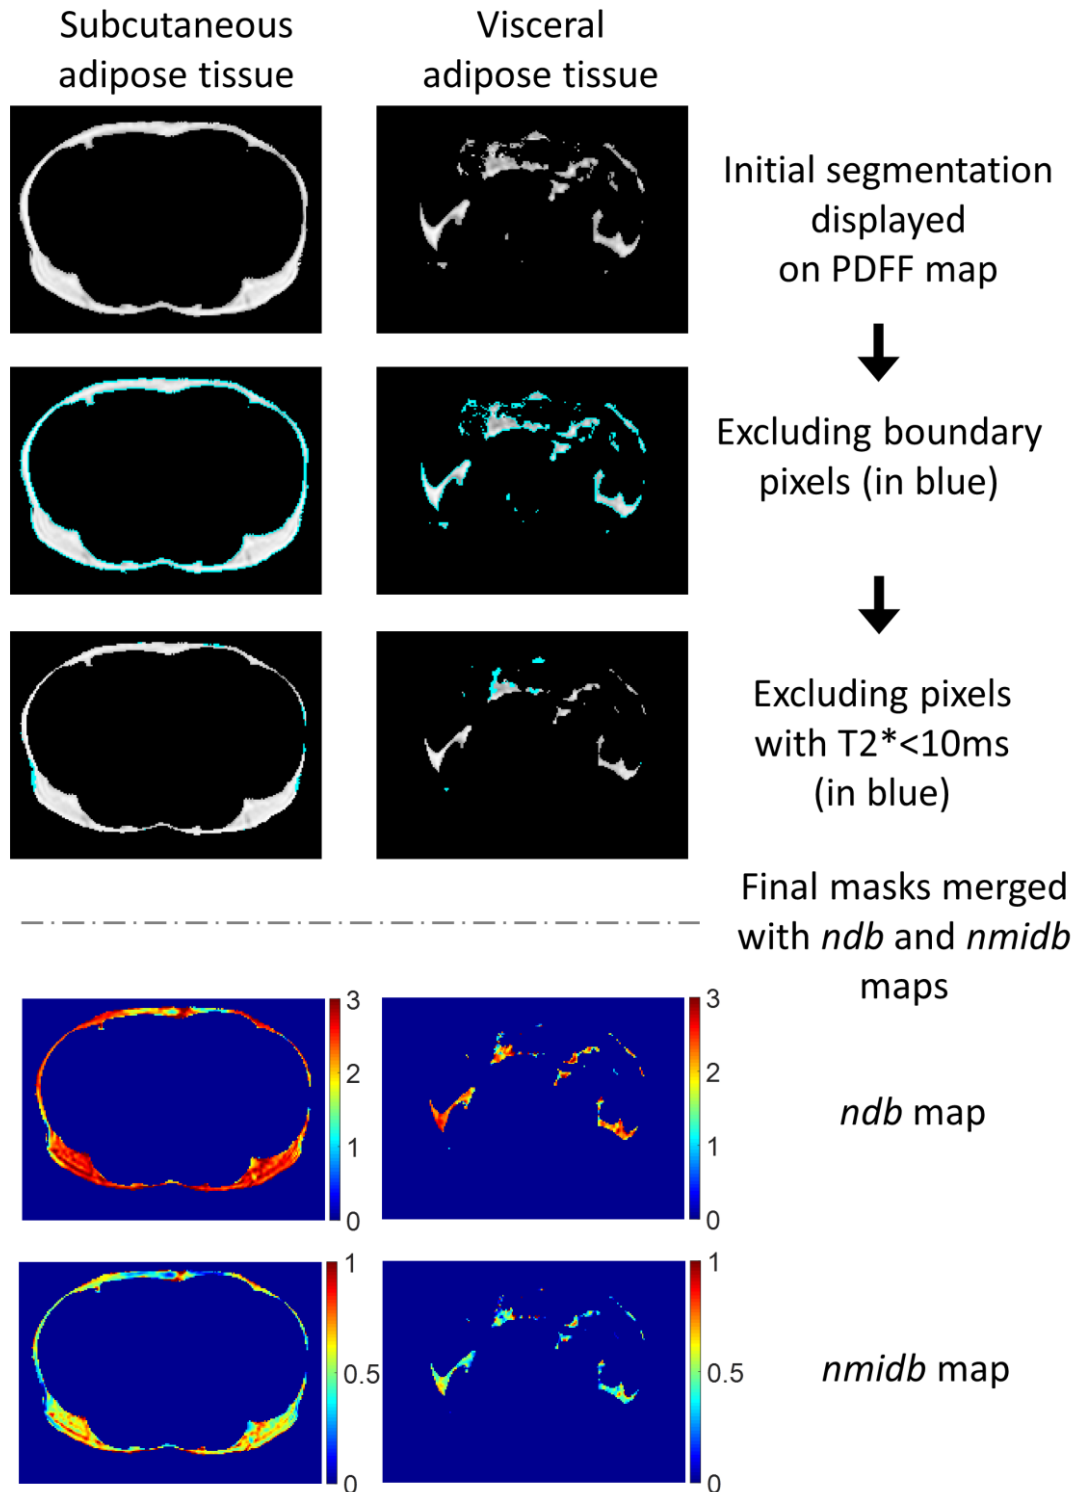 Subcutaneous
adipose tissue
Visceral
adipose tissue
Initial segmentation
displayed
on PDFF map
Excluding boundary
pixels (in blue)
Excluding pixels
with T2*<10ms
(in blue)
Final masks merged
with ndb and nmidb
maps
3
2
1
0
3
2
1
0
ndb map
1
0.5
0
1
0.5
0
nmidb map